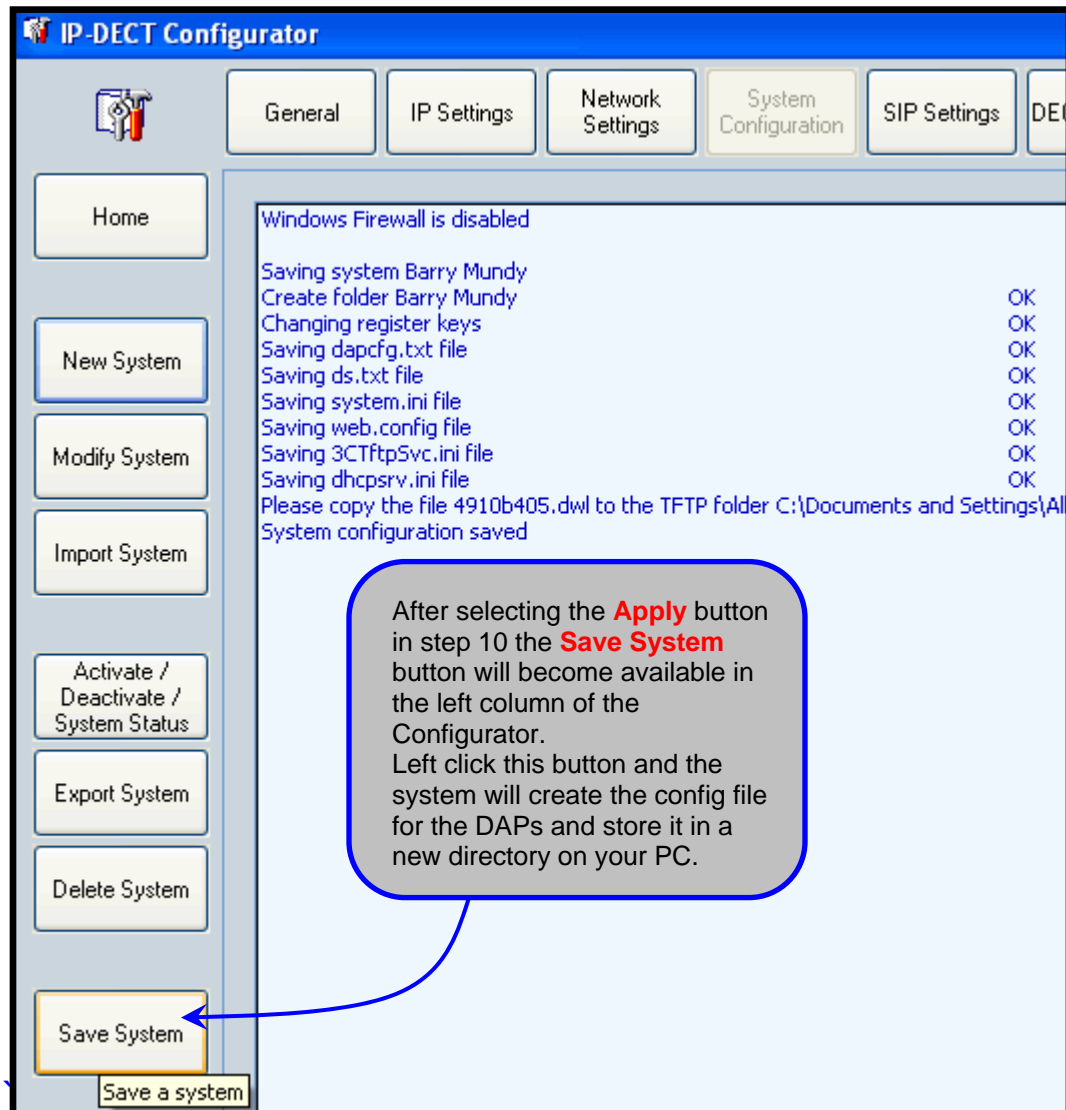 IP-DECT Configurator
General
IP Settings
Network
Settings
System
Configuration
SIP Settings
Home
New System
Modify System
Import System
Activate /
Deactivate /
System Status
Export System
Delete System
Save System
Save a system
Windows Firewall is disabled
Saving system Barry Mundy
Create folder Barry Mundy OK
Changing register keys OK
Saving dapcfg.txt file OK
Saving ds.txt file OK
Saving system.ini file OK
Saving web.config file OK
Saving 3CTftpSvc.ini file OK
Saving dhcpsrv.ini file OK
Please copy the file 4910b405.dwl to the TFTP folder C:\Documents and Settings\All
System configuration saved
After selecting the Apply button
in step 10 the Save System
button will become available in
the left column of the
Configurator.
Left click this button and the
system will create the config file
for the DAPs and store it in a
new directory on your PC.